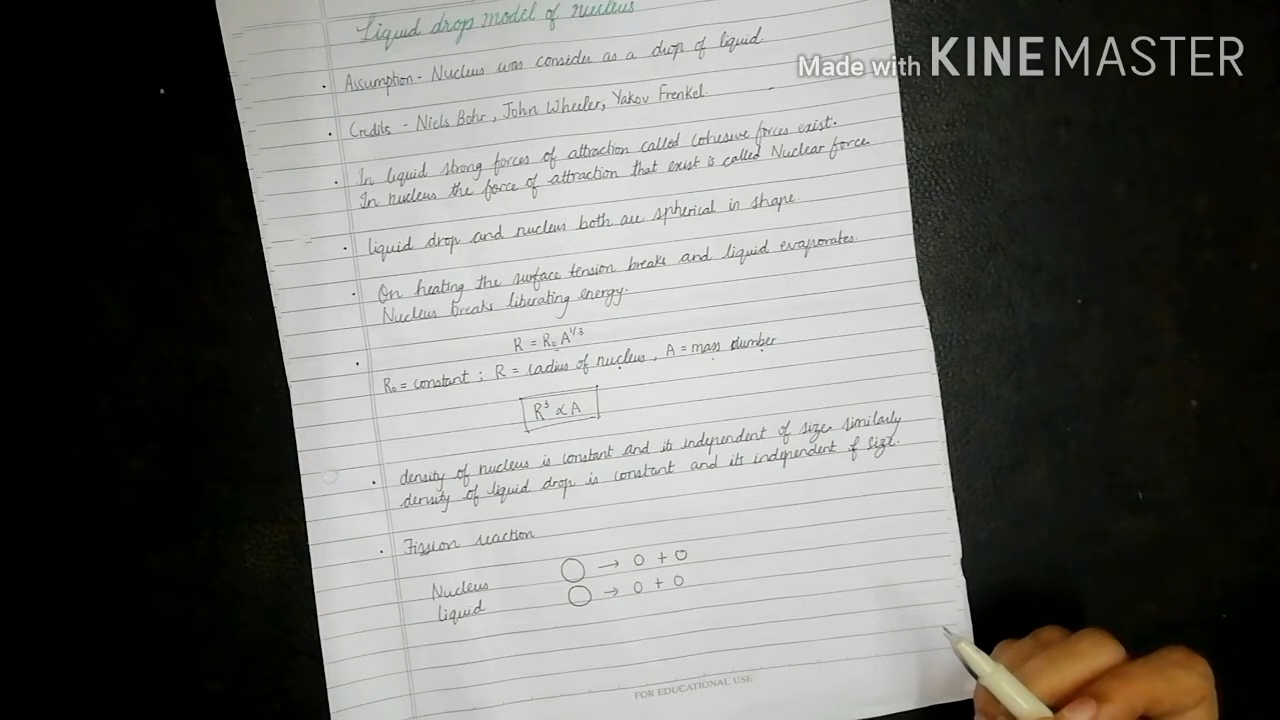 Liquid drop model of nucleus
Made with KINEMASTER
• Assumption - Nucleus was consider as a drop of liquid.
• Credits - Niels Bohr, John Wheeler, Yakov Frenkel
• In liquid strong forces of attraction called cohesive forces exist.
In nucleus the force of attraction that exist is called Nuclear force
• liquid drop and nucleus both are spherical in shape.
• On heating the surface tension breaks and liquid evaporates.
Nucleus breaks liberating energy.
• R = R₀ A^1/3
R₀ = constant ; R = radius of nucleus, A = mass number
R³ ∝ A
• density of nucleus is constant and its independent of size. similarly
density of liquid drop is constant and its independent of size.
• Fission reaction
Nucleus O → O + O
liquid O → O + O
FOR EDUCATIONAL USE